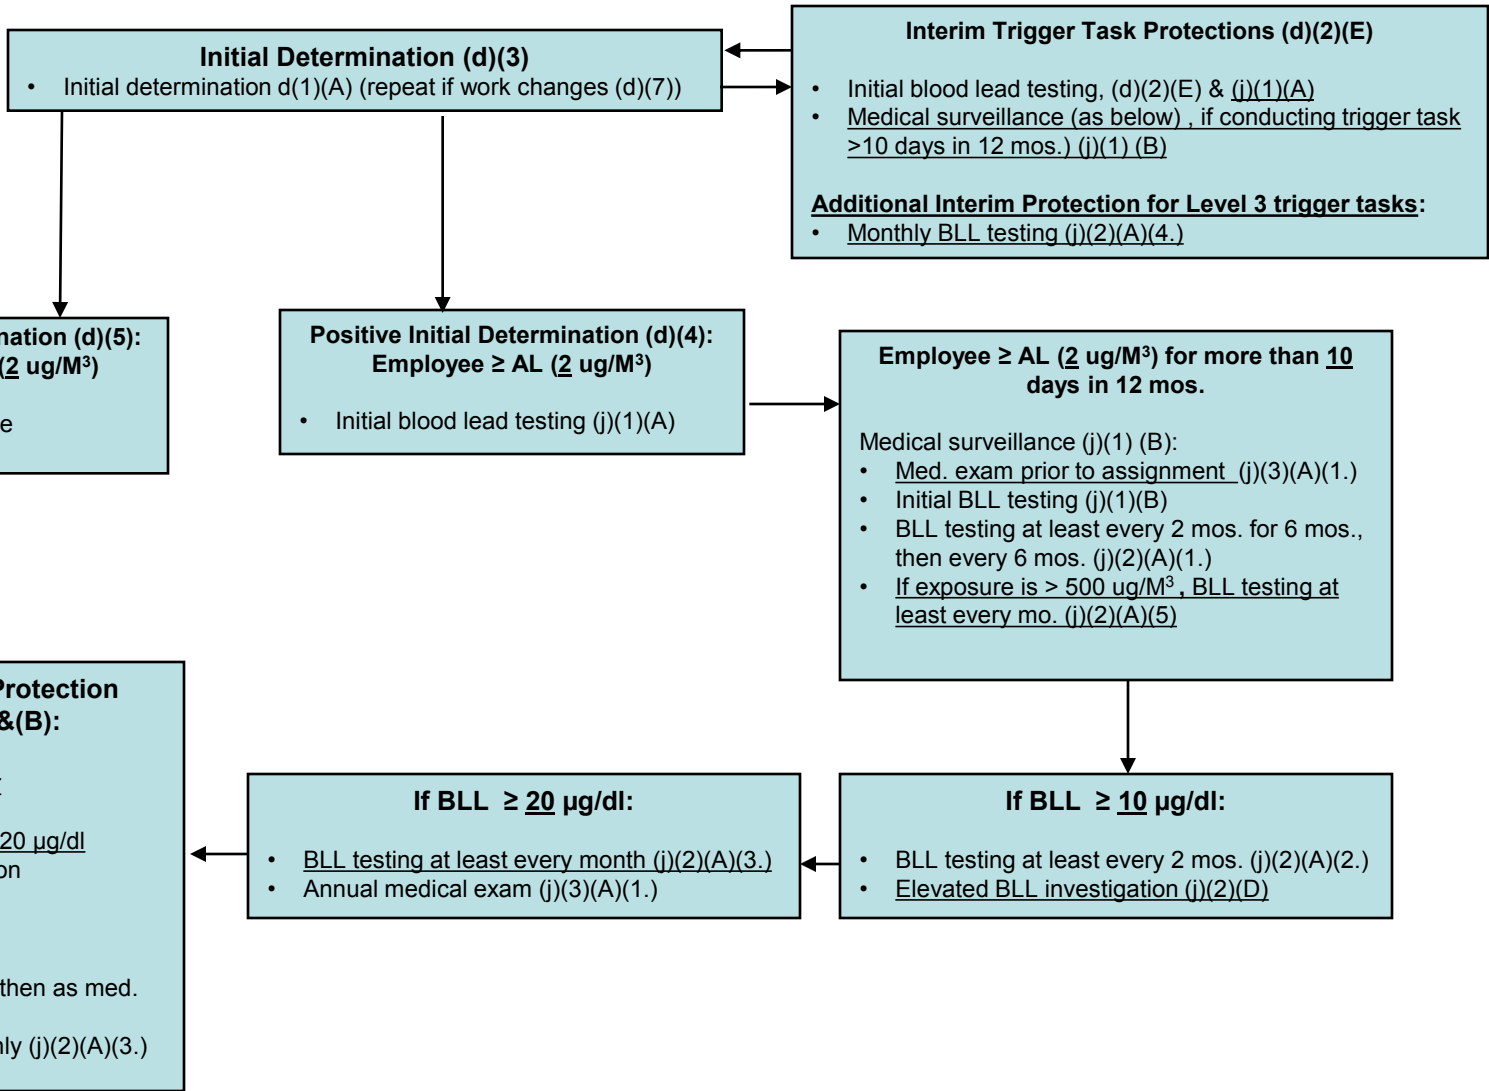 Initial Determination (d)(3)
• Initial determination d(1)(A) (repeat if work changes (d)(7))
Interim Trigger Task Protections (d)(2)(E)
• Initial blood lead testing, (d)(2)(E) & (j)(1)(A)
• Medical surveillance (as below) , if conducting trigger task
>10 days in 12 mos.) (j)(1) (B)
Additional Interim Protection for Level 3 trigger tasks:
• Monthly BLL testing (j)(2)(A)(4.)
nation (d)(5):
(2 ug/M³)
e
Positive Initial Determination (d)(4):
Employee ≥ AL (2 ug/M³)
• Initial blood lead testing (j)(1)(A)
Employee ≥ AL (2 ug/M³) for more than 10
days in 12 mos.
Medical surveillance (j)(1) (B):
• Med. exam prior to assignment (j)(3)(A)(1.)
• Initial BLL testing (j)(1)(B)
• BLL testing at least every 2 mos. for 6 mos.,
then every 6 mos. (j)(2)(A)(1.)
• If exposure is > 500 ug/M³ , BLL testing at
least every mo. (j)(2)(A)(5)
Protection
&(B):
20 µg/dl
on
then as med.
ly (j)(2)(A)(3.)
If BLL ≥ 20 µg/dl:
• BLL testing at least every month (j)(2)(A)(3.)
• Annual medical exam (j)(3)(A)(1.)
If BLL ≥ 10 µg/dl:
• BLL testing at least every 2 mos. (j)(2)(A)(2.)
• Elevated BLL investigation (j)(2)(D)